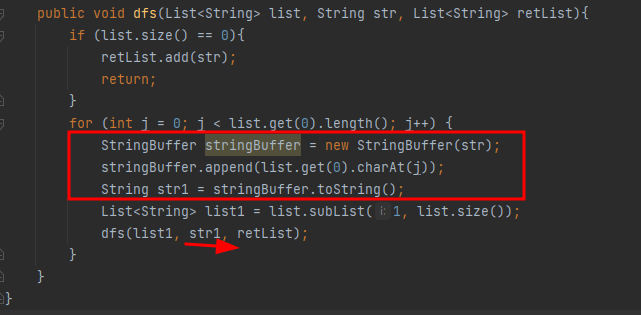 public void dfs(List<String> list, String str, List<String> retList){
if (list.size() == 0){
retList.add(str);
return;
}
for (int j = 0; j < list.get(0).length(); j++) {
StringBuffer stringBuffer = new StringBuffer(str);
stringBuffer.append(list.get(0).charAt(j));
String str1 = stringBuffer.toString();
List<String> list1 = list.subList( i: 1, list.size());
dfs(list1, str1, retList);
}
}
}